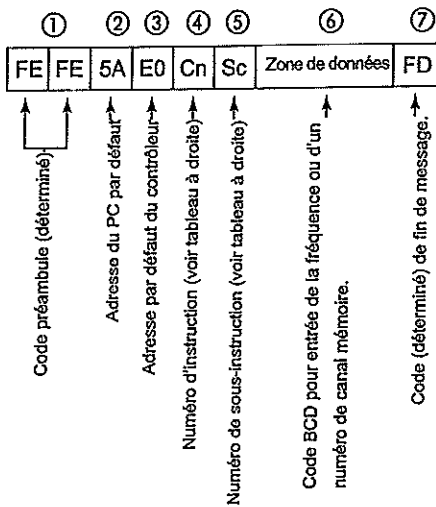 ① ② ③ ④ ⑤ ⑥ ⑦
FE FE 5A E0 Cn Sc Zone de données FD
Code préambule (déterminé)
Adresse du PC par défaut
Adresse par défaut du contrôleur
Numéro d'instruction (voir tableau à droite)
Numéro de sous-instruction (voir tableau à droite)
Code BCD pour entrée de la fréquence ou d'un
numéro de canal mémoire.
Code (déterminé) de fin de message.